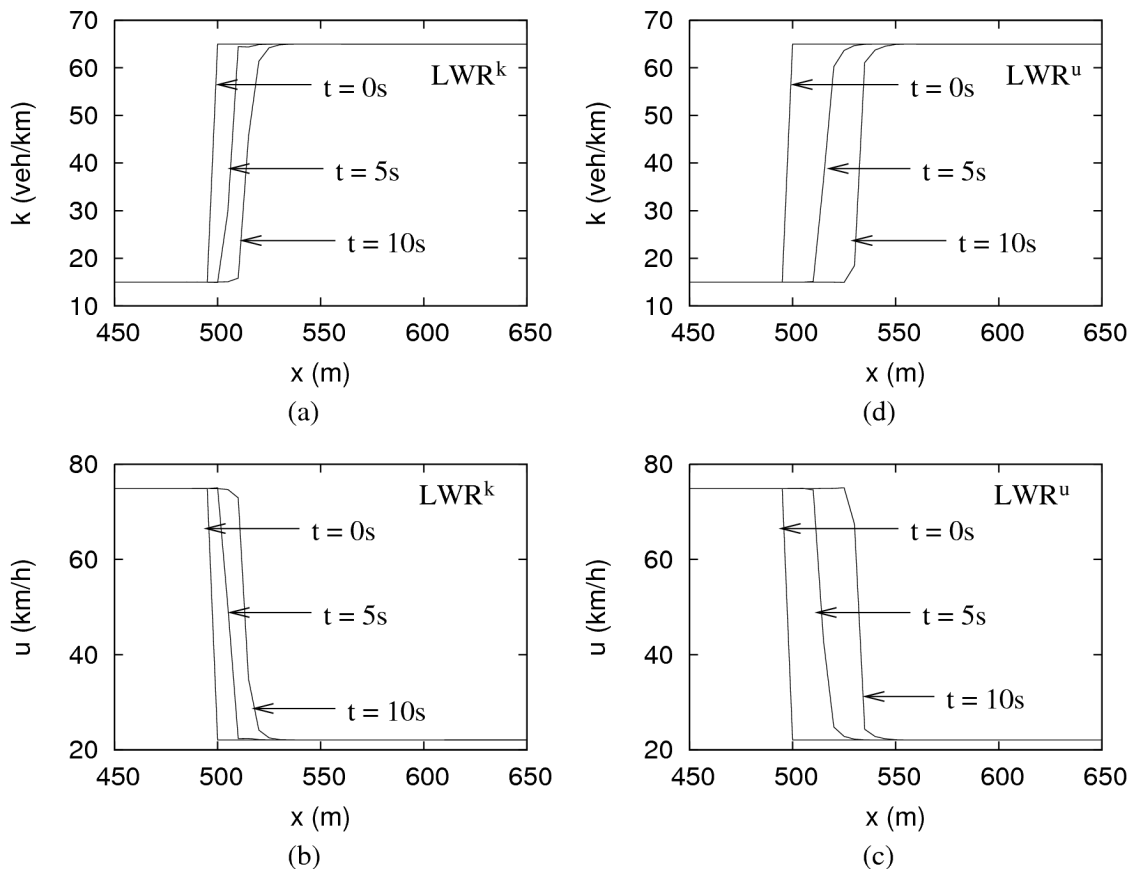 70
60
50
40
30
20
10
k (veh/km)
LWR^k
t = 0s
t = 5s
t = 10s
450 500 550 600 650
x (m)
(a)
70
60
50
40
30
20
10
k (veh/km)
LWR^u
t = 0s
t = 5s
t = 10s
450 500 550 600 650
x (m)
(d)
80
60
40
20
u (km/h)
LWR^k
t = 0s
t = 5s
t = 10s
450 500 550 600 650
x (m)
(b)
80
60
40
20
u (km/h)
LWR^u
t = 0s
t = 5s
t = 10s
450 500 550 600 650
x (m)
(c)